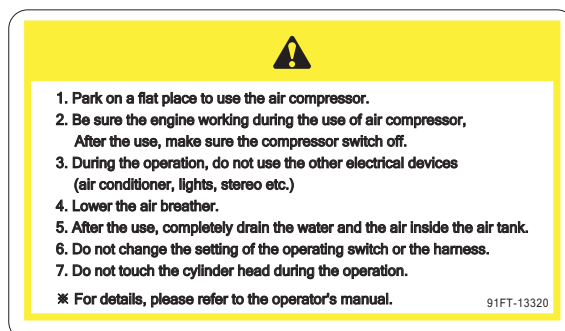 1. Park on a flat place to use the air compressor.
2. Be sure the engine working during the use of air compressor,
After the use, make sure the compressor switch off.
3. During the operation, do not use the other electrical devices
(air conditioner, lights, stereo etc.)
4. Lower the air breather.
5. After the use, completely drain the water and the air inside the air tank.
6. Do not change the setting of the operating switch or the harness.
7. Do not touch the cylinder head during the operation.
※ For details, please refer to the operator's manual.
91FT-13320